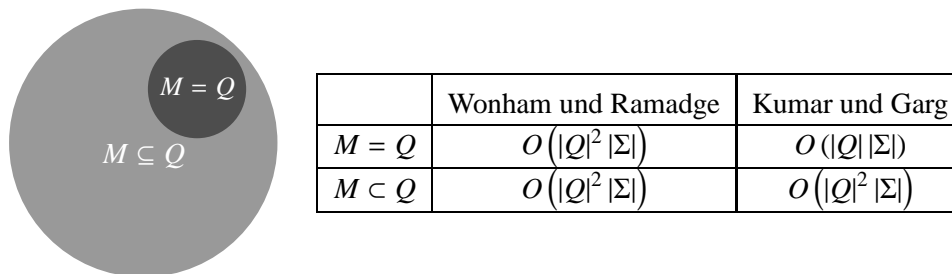 M = Q
M ⊆ Q
Wonham und Ramadge Kumar und Garg
M = Q O(|Q|² |Σ|) O (|Q| |Σ|)
M ⊂ Q O(|Q|² |Σ|) O(|Q|² |Σ|)